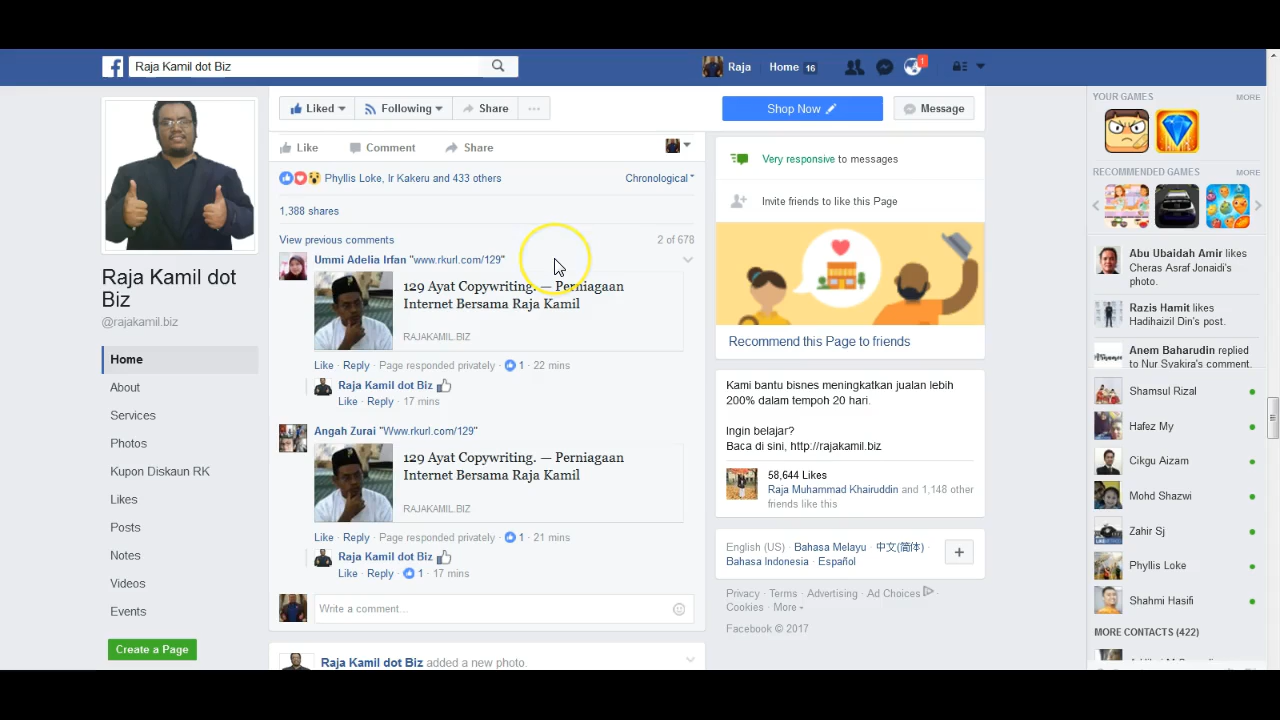 Raja Kamil dot Biz
Raja
Home 16
1
Liked
Following
Share
Shop Now
Message
Raja Kamil dot
Biz
@rajakamil.biz
Home
About
Services
Photos
Kupon Diskaun RK
Likes
Posts
Notes
Videos
Events
Create a Page
Like
Comment
Share
Phyllis Loke, Ir Kakeru and 433 others
Chronological
1,388 shares
View previous comments
2 of 678
Ummi Adelia Irfan "www.rkurl.com/129"
129 Ayat Copywriting. — Perniagaan
Internet Bersama Raja Kamil
RAJAKAMIL.BIZ
Like · Reply · Page responded privately · 1 · 22 mins
Raja Kamil dot Biz
Like · Reply · 17 mins
Angah Zurai "Www.rkurl.com/129"
129 Ayat Copywriting. — Perniagaan
Internet Bersama Raja Kamil
RAJAKAMIL.BIZ
Like · Reply · Page responded privately · 1 · 21 mins
Raja Kamil dot Biz
Like · Reply · 1 · 17 mins
Write a comment...
Raja Kamil dot Biz added a new photo.
Very responsive to messages
Invite friends to like this Page
Recommend this Page to friends
Kami bantu bisnes meningkatkan jualan lebih
200% dalam tempoh 20 hari.
Ingin belajar?
Baca di sini, http://rajakamil.biz
58,644 Likes
Raja Muhammad Khairuddin and 1,148 other
friends like this
English (US) · Bahasa Melayu · 中文(简体) ·
Bahasa Indonesia · Español
Privacy · Terms · Advertising · Ad Choices ·
Cookies · More
Facebook © 2017
YOUR GAMES
MORE
RECOMMENDED GAMES
MORE
Abu Ubaidah Amir likes
Cheras Asraf Jonaidi's
photo.
Razis Hamit likes
Hadihaizil Din's post.
Anem Baharudin replied
to Nur Syakira's comment.
Shamsul Rizal
Hafez My
Cikgu Aizam
Mohd Shazwi
Zahir Sj
Phyllis Loke
Shahmi Hasifi
MORE CONTACTS (422)